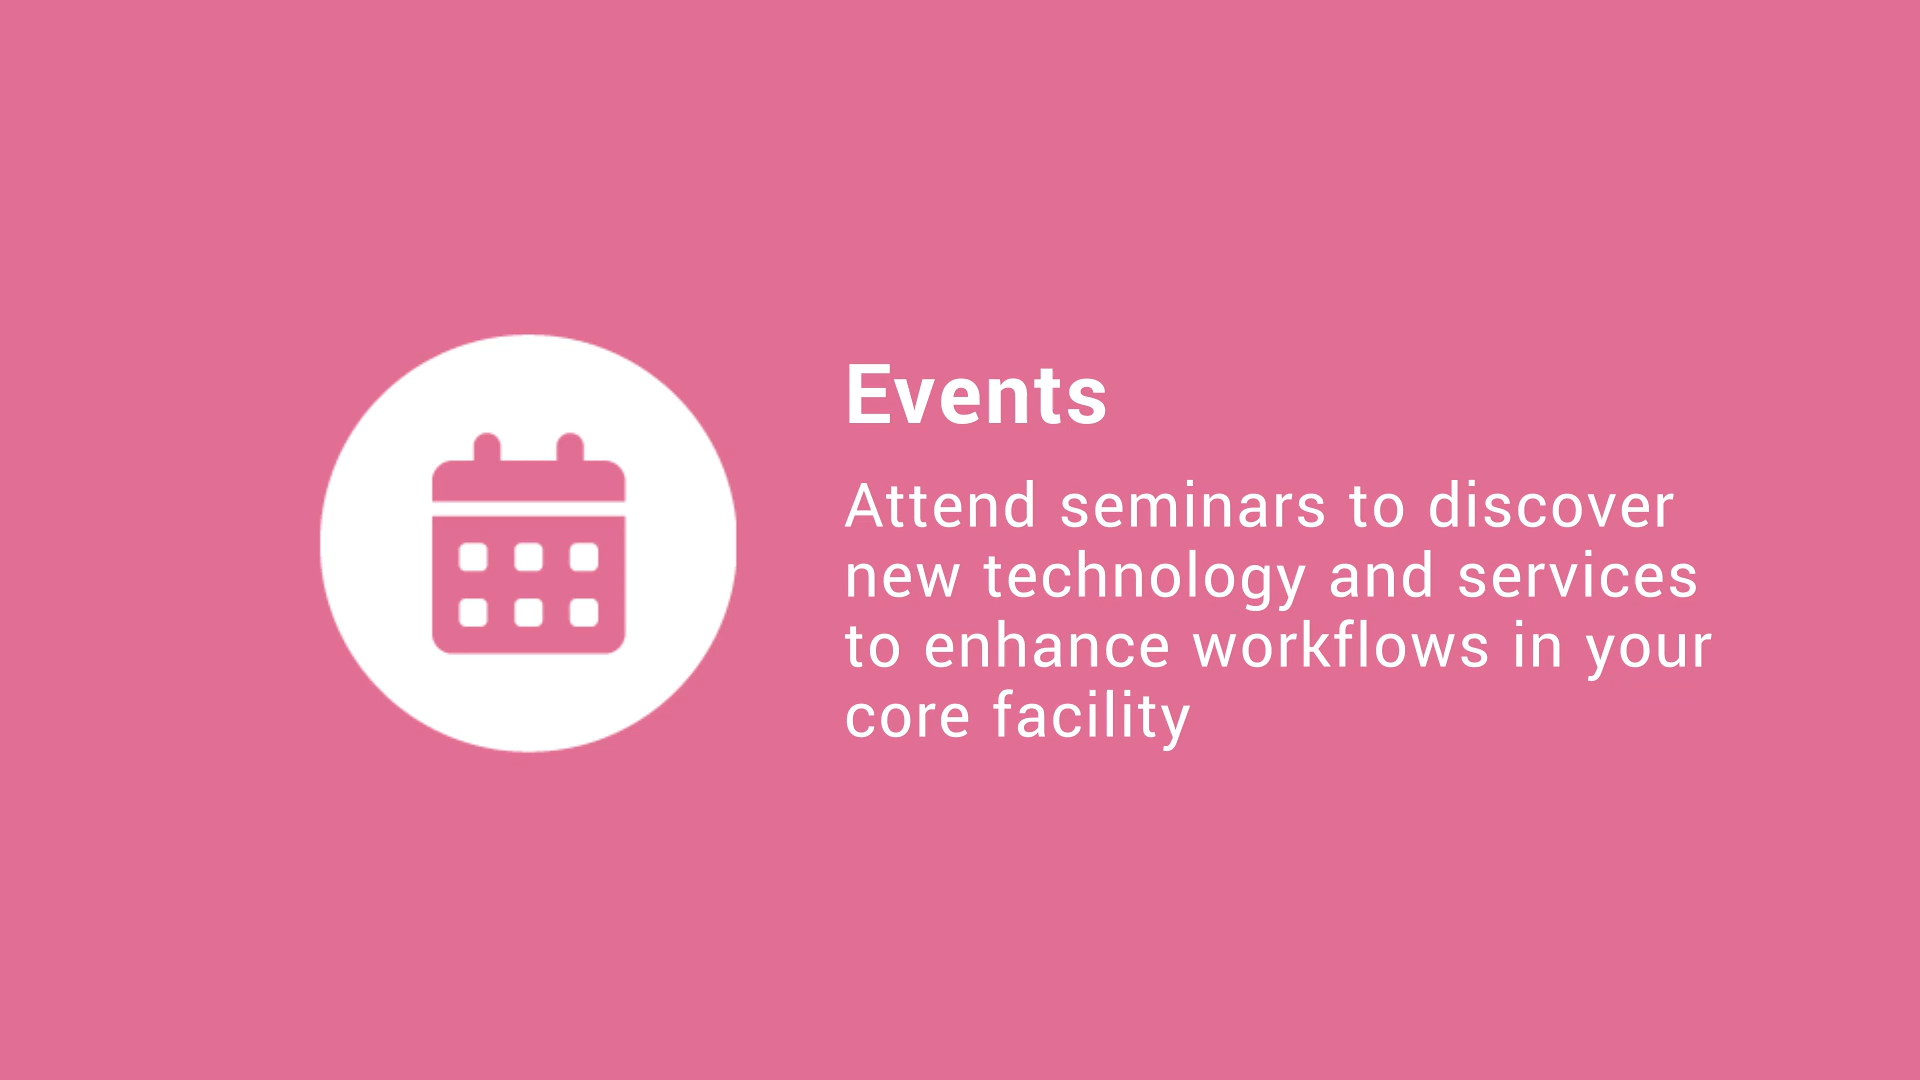 Events
Attend seminars to discover
new technology and services
to enhance workflows in your
core facility